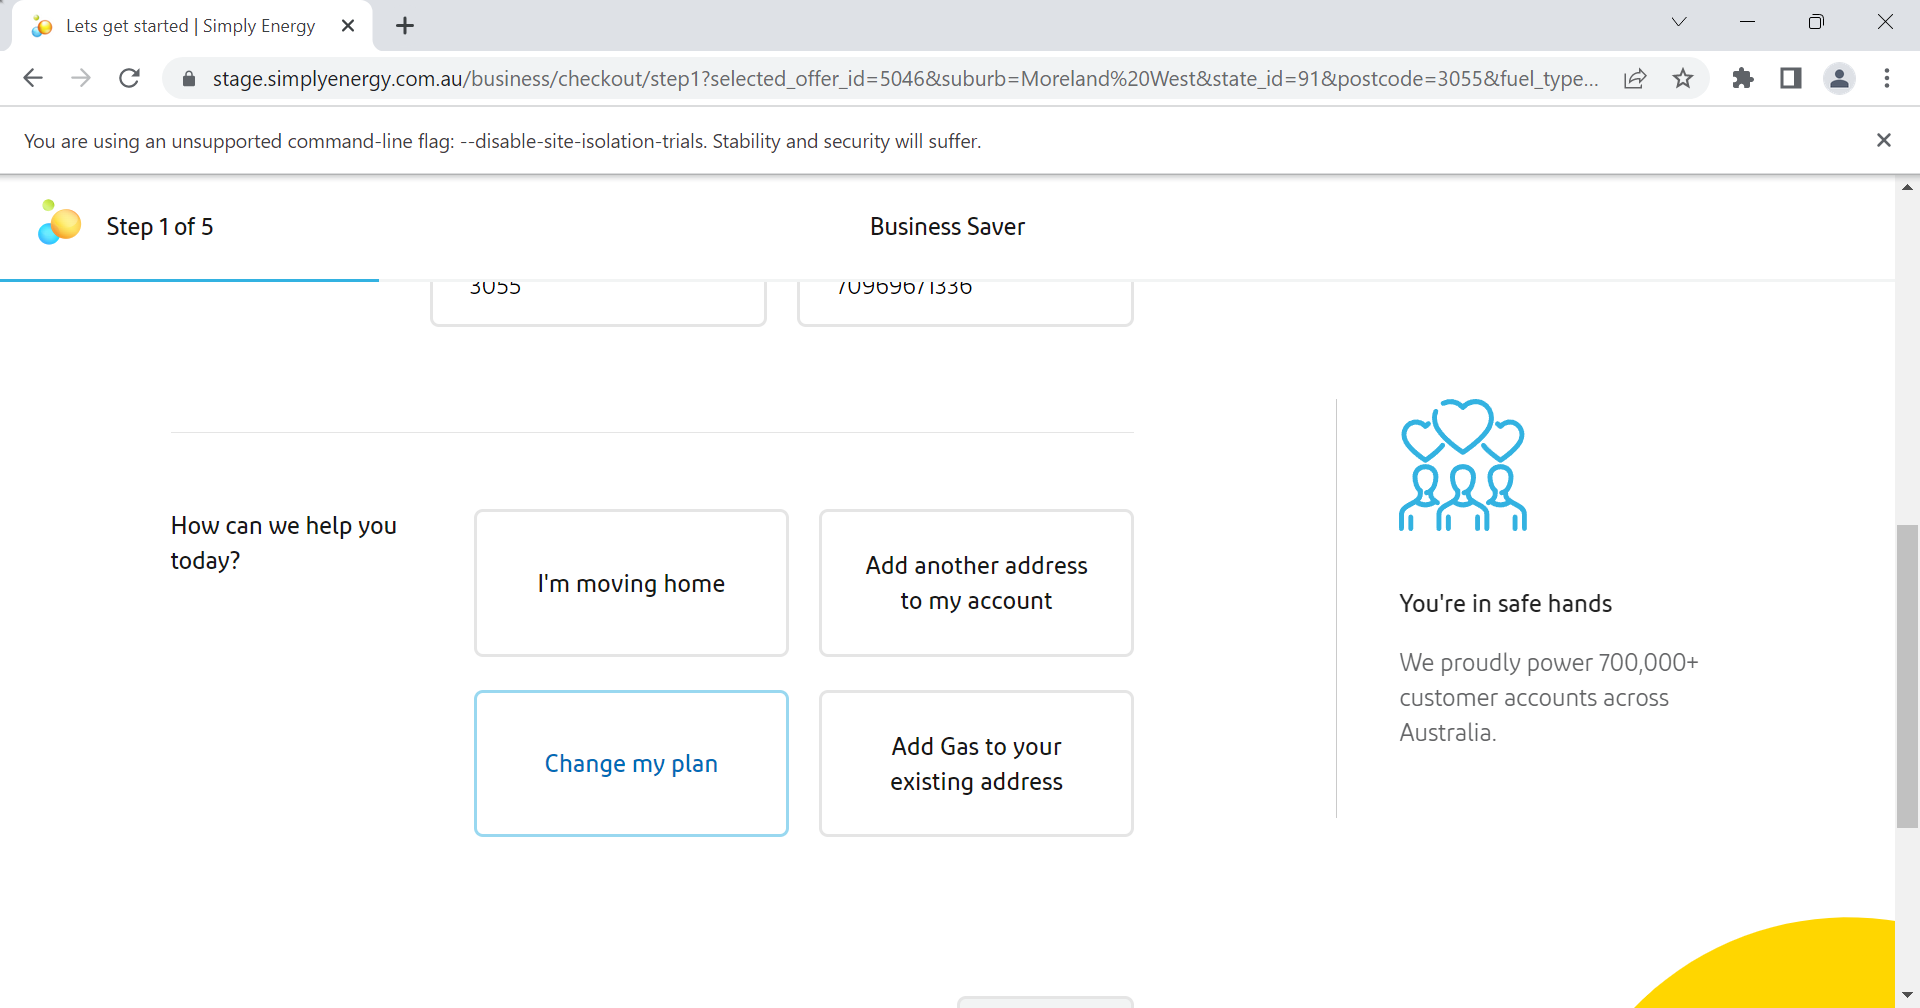 Lets get started | Simply Energy
stage.simplyenergy.com.au/business/checkout/step1?selected_offer_id=5046&suburb=Moreland%20West&state_id=91&postcode=3055&fuel_type...
You are using an unsupported command-line flag: --disable-site-isolation-trials. Stability and security will suffer.
Step 1 of 5
Business Saver
3055
70969671336
How can we help you
today?
I'm moving home
Add another address
to my account
Change my plan
Add Gas to your
existing address
You're in safe hands
We proudly power 700,000+
customer accounts across
Australia.